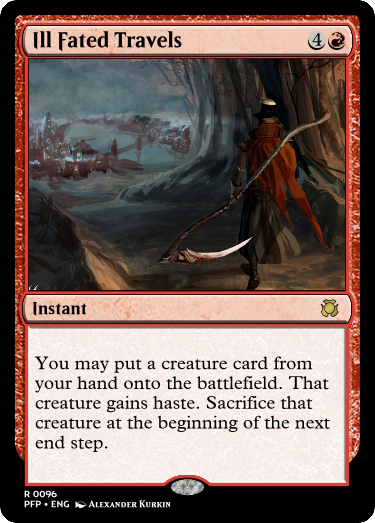 Ill Fated Travels 4
Instant
You may put a creature card from
your hand onto the battlefield. That
creature gains haste. Sacrifice that
creature at the beginning of the next
end step.
R 0096
PFP • ENG Alexander Kurkin